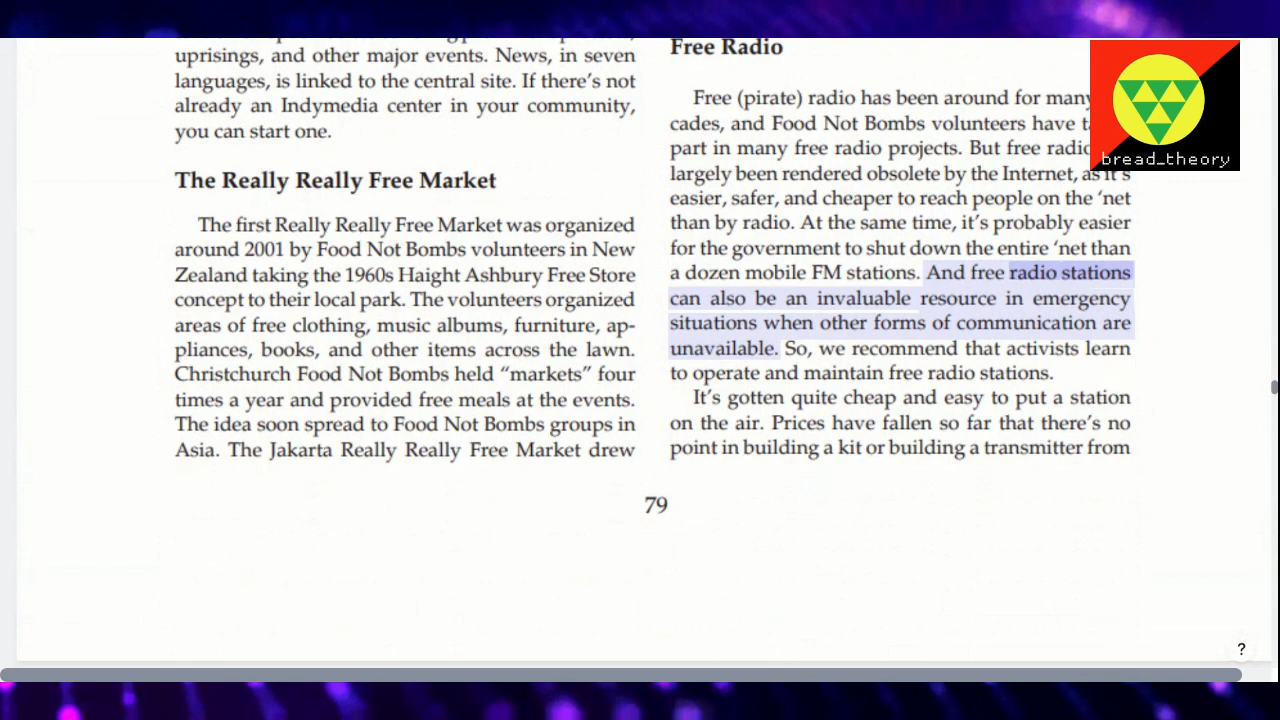 uprisings, and other major events. News, in seven
languages, is linked to the central site. If there's not
already an Indymedia center in your community,
you can start one.
The Really Really Free Market
The first Really Really Free Market was organized
around 2001 by Food Not Bombs volunteers in New
Zealand taking the 1960s Haight Ashbury Free Store
concept to their local park. The volunteers organized
areas of free clothing, music albums, furniture, ap-
pliances, books, and other items across the lawn.
Christchurch Food Not Bombs held “markets” four
times a year and provided free meals at the events.
The idea soon spread to Food Not Bombs groups in
Asia. The Jakarta Really Really Free Market drew
Free Radio
Free (pirate) radio has been around for many
cades, and Food Not Bombs volunteers have
part in many free radio projects. But free radio
largely been rendered obsolete by the Internet, as it's
easier, safer, and cheaper to reach people on the ‘net
than by radio. At the same time, it's probably easier
for the government to shut down the entire ‘net than
a dozen mobile FM stations. And free radio stations
can also be an invaluable resource in emergency
situations when other forms of communication are
unavailable. So, we recommend that activists learn
to operate and maintain free radio stations.
It's gotten quite cheap and easy to put a station
on the air. Prices have fallen so far that there's no
point in building a kit or building a transmitter from
79
bread_theory
?